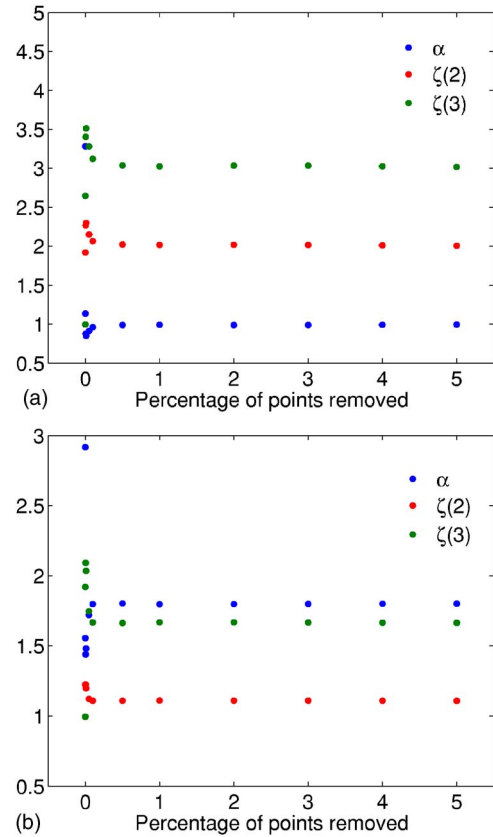 5
4.5
4
3.5
3
2.5
2
1.5
1
0.5
α
ζ(2)
ζ(3)
0 1 2 3 4 5
(a) Percentage of points removed
3
2.5
2
1.5
1
0.5
α
ζ(2)
ζ(3)
0 1 2 3 4 5
(b) Percentage of points removed